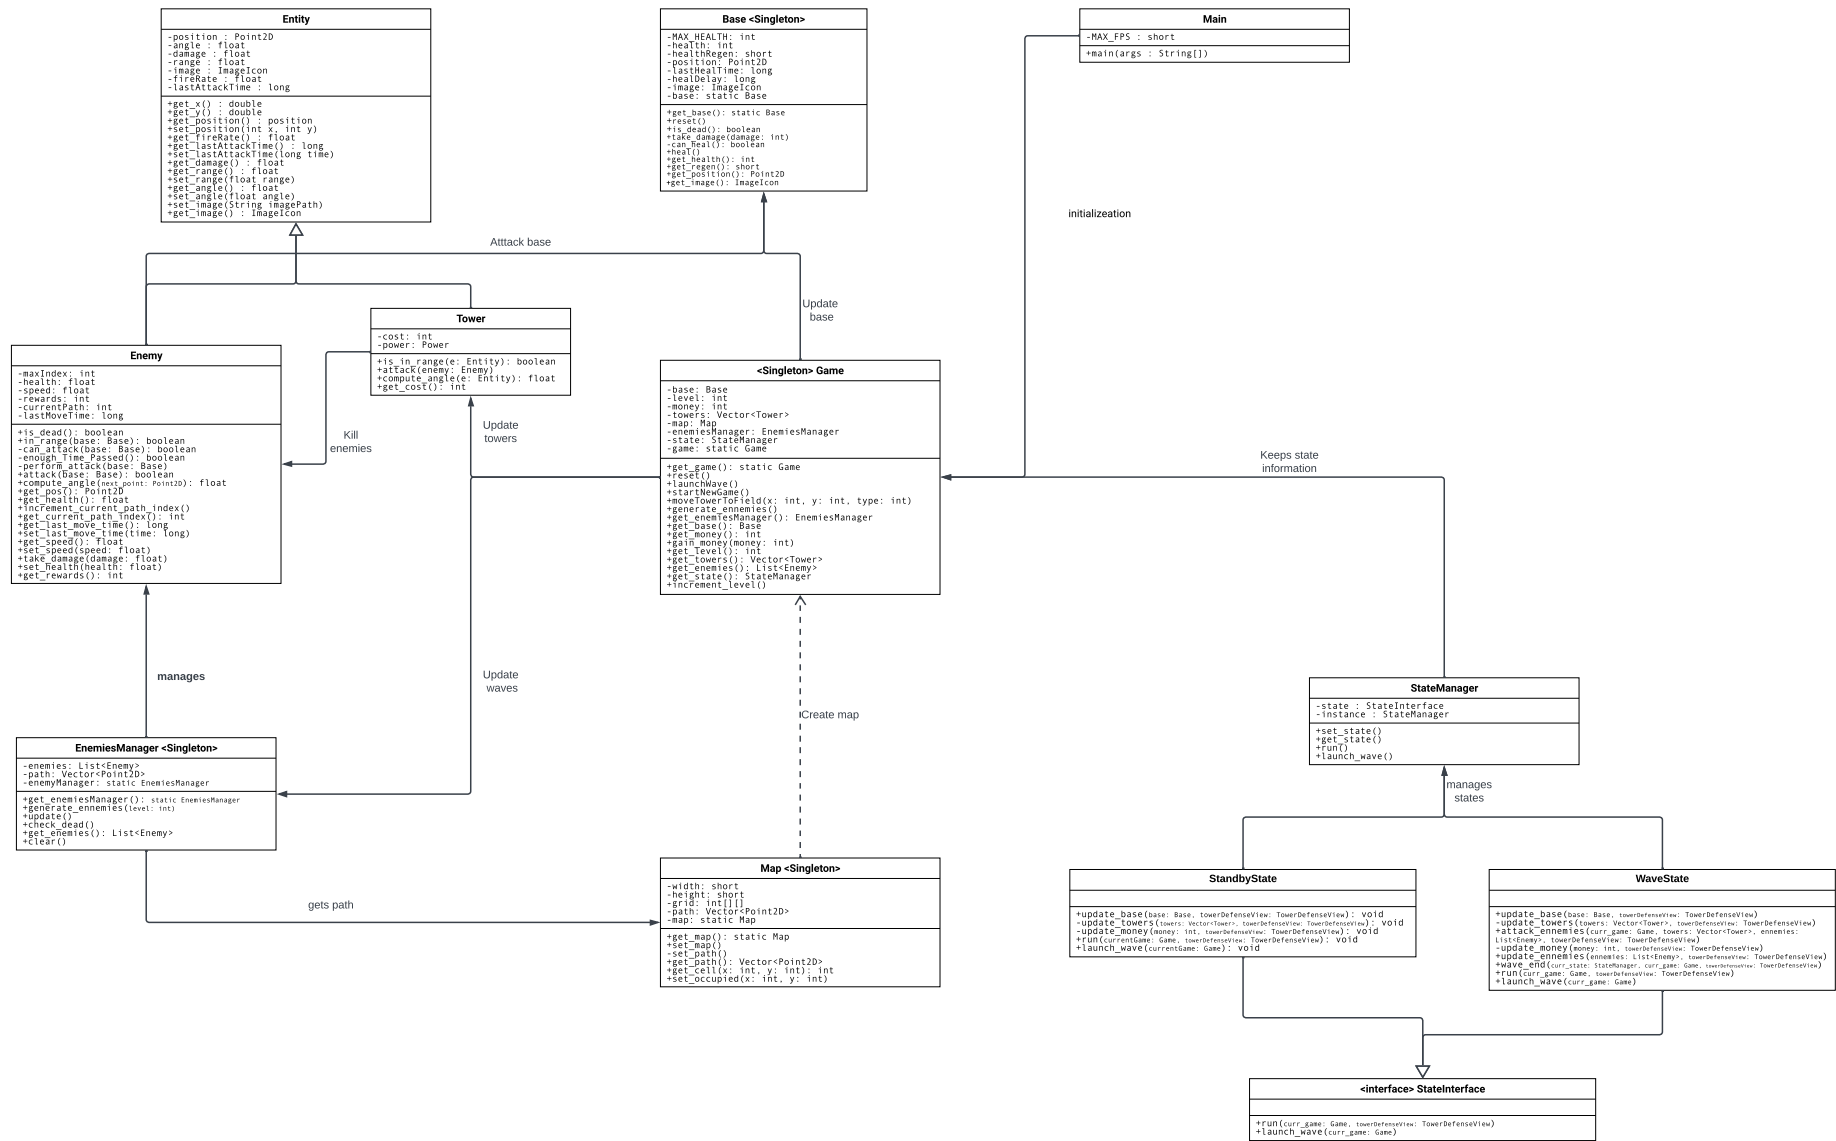 Entity
-position : Point2D
-angle : float
-damage : float
-range : float
-image : ImageIcon
-fireRate : float
-lastAttackTime : long
+get_x() : double
+get_y() : double
+get_position() : position
+set_position(int x, int y)
+get_fireRate() : float
+get_lastAttackTime() : long
+set_lastAttackTime(long time)
+get_damage() : float
+get_range() : float
+set_range(float range)
+get_angle() : float
+set_angle(float angle)
+set_image(String imagePath)
+get_image() : ImageIcon
Base <Singleton>
-MAX_HEALTH: int
-health: int
-healthRegen: short
-position: Point2D
-lastHealTime: long
-healDelay: long
-image: ImageIcon
-base: static Base
+get_base(): static Base
+reset()
+is_dead(): boolean
+take_damage(damage: int)
-can_heal(): boolean
+heal()
+get_health(): int
+get_regen(): short
+get_position(): Point2D
+get_image(): ImageIcon
Main
-MAX_FPS : short
+main(args : String[])
initializeation
Atttack base
Update
base
Tower
-cost: int
-power: Power
+is_in_range(e: Entity): boolean
+attack(enemy: Enemy)
+compute_angle(e: Entity): float
+get_cost(): int
Enemy
-maxIndex: int
-health: float
-speed: float
-rewards: int
-currentPath: int
-lastMoveTime: long
+is_dead(): boolean
+in_range(base: Base): boolean
-can_attack(base: Base): boolean
-enough_Time_Passed(): boolean
-perform_attack(base: Base)
+attack(base: Base): boolean
+compute_angle(next_point: Point2D): float
+get_pos(): Point2D
+get_health(): float
+increment_current_path_index()
+get_current_path_index(): int
+get_last_move_time(): long
+set_last_move_time(time: long)
+get_speed(): float
+set_speed(speed: float)
+take_damage(damage: float)
+set_health(health: float)
+get_rewards(): int
Kill
enemies
Update
towers
<Singleton> Game
-base: Base
-level: int
-money: int
-towers: Vector<Tower>
-map: Map
-enemiesManager: EnemiesManager
-state: StateManager
-game: static Game
+get_game(): static Game
+reset()
+launchWave()
+startNewGame()
+moveTowerToField(x: int, y: int, type: int)
+generate_ennemies()
+get_enemiesManager(): EnemiesManager
+get_base(): Base
+get_money(): int
+gain_money(money: int)
+get_level(): int
+get_towers(): Vector<Tower>
+get_enemies(): List<Enemy>
+get_state(): StateManager
+increment_level()
Keeps state
information
manages
Update
waves
Create map
StateManager
-state : StateInterface
-instance : StateManager
+set_state()
+get_state()
+run()
+launch_wave()
EnemiesManager <Singleton>
-enemies: List<Enemy>
-path: Vector<Point2D>
-enemyManager: static EnemiesManager
+get_enemiesManager(): static EnemiesManager
+generate_ennemies(level: int)
+update()
+check_dead()
+get_enemies(): List<Enemy>
+clear()
manages
states
gets path
Map <Singleton>
-width: short
-height: short
-grid: int[][]
-path: Vector<Point2D>
-map: static Map
+get_map(): static Map
+set_map()
-set_path()
+get_path(): Vector<Point2D>
+get_cell(x: int, y: int): int
+set_occupied(x: int, y: int)
StandbyState
+update_base(base: Base, towerDefenseView: TowerDefenseView): void
-update_towers(towers: Vector<Tower>, towerDefenseView: TowerDefenseView): void
-update_money(money: int, towerDefenseView: TowerDefenseView): void
+run(currentGame: Game, towerDefenseView: TowerDefenseView): void
+launch_wave(currentGame: Game): void
WaveState
+update_base(base: Base, towerDefenseView: TowerDefenseView)
-update_towers(towers: Vector<Tower>, towerDefenseView: TowerDefenseView)
+attack_ennemies(curr_game: Game, towers: Vector<Tower>, ennemies:
List<Enemy>, towerDefenseView: TowerDefenseView)
-update_money(money: int, towerDefenseView: TowerDefenseView)
+update_ennemies(ennemies: List<Enemy>, towerDefenseView: TowerDefenseView)
+wave_end(curr_state: StateManager, curr_game: Game, towerDefenseView: TowerDefenseView)
+run(curr_game: Game, towerDefenseView: TowerDefenseView)
+launch_wave(curr_game: Game)
<interface> StateInterface
+run(curr_game: Game, towerDefenseView: TowerDefenseView)
+launch_wave(curr_game: Game)